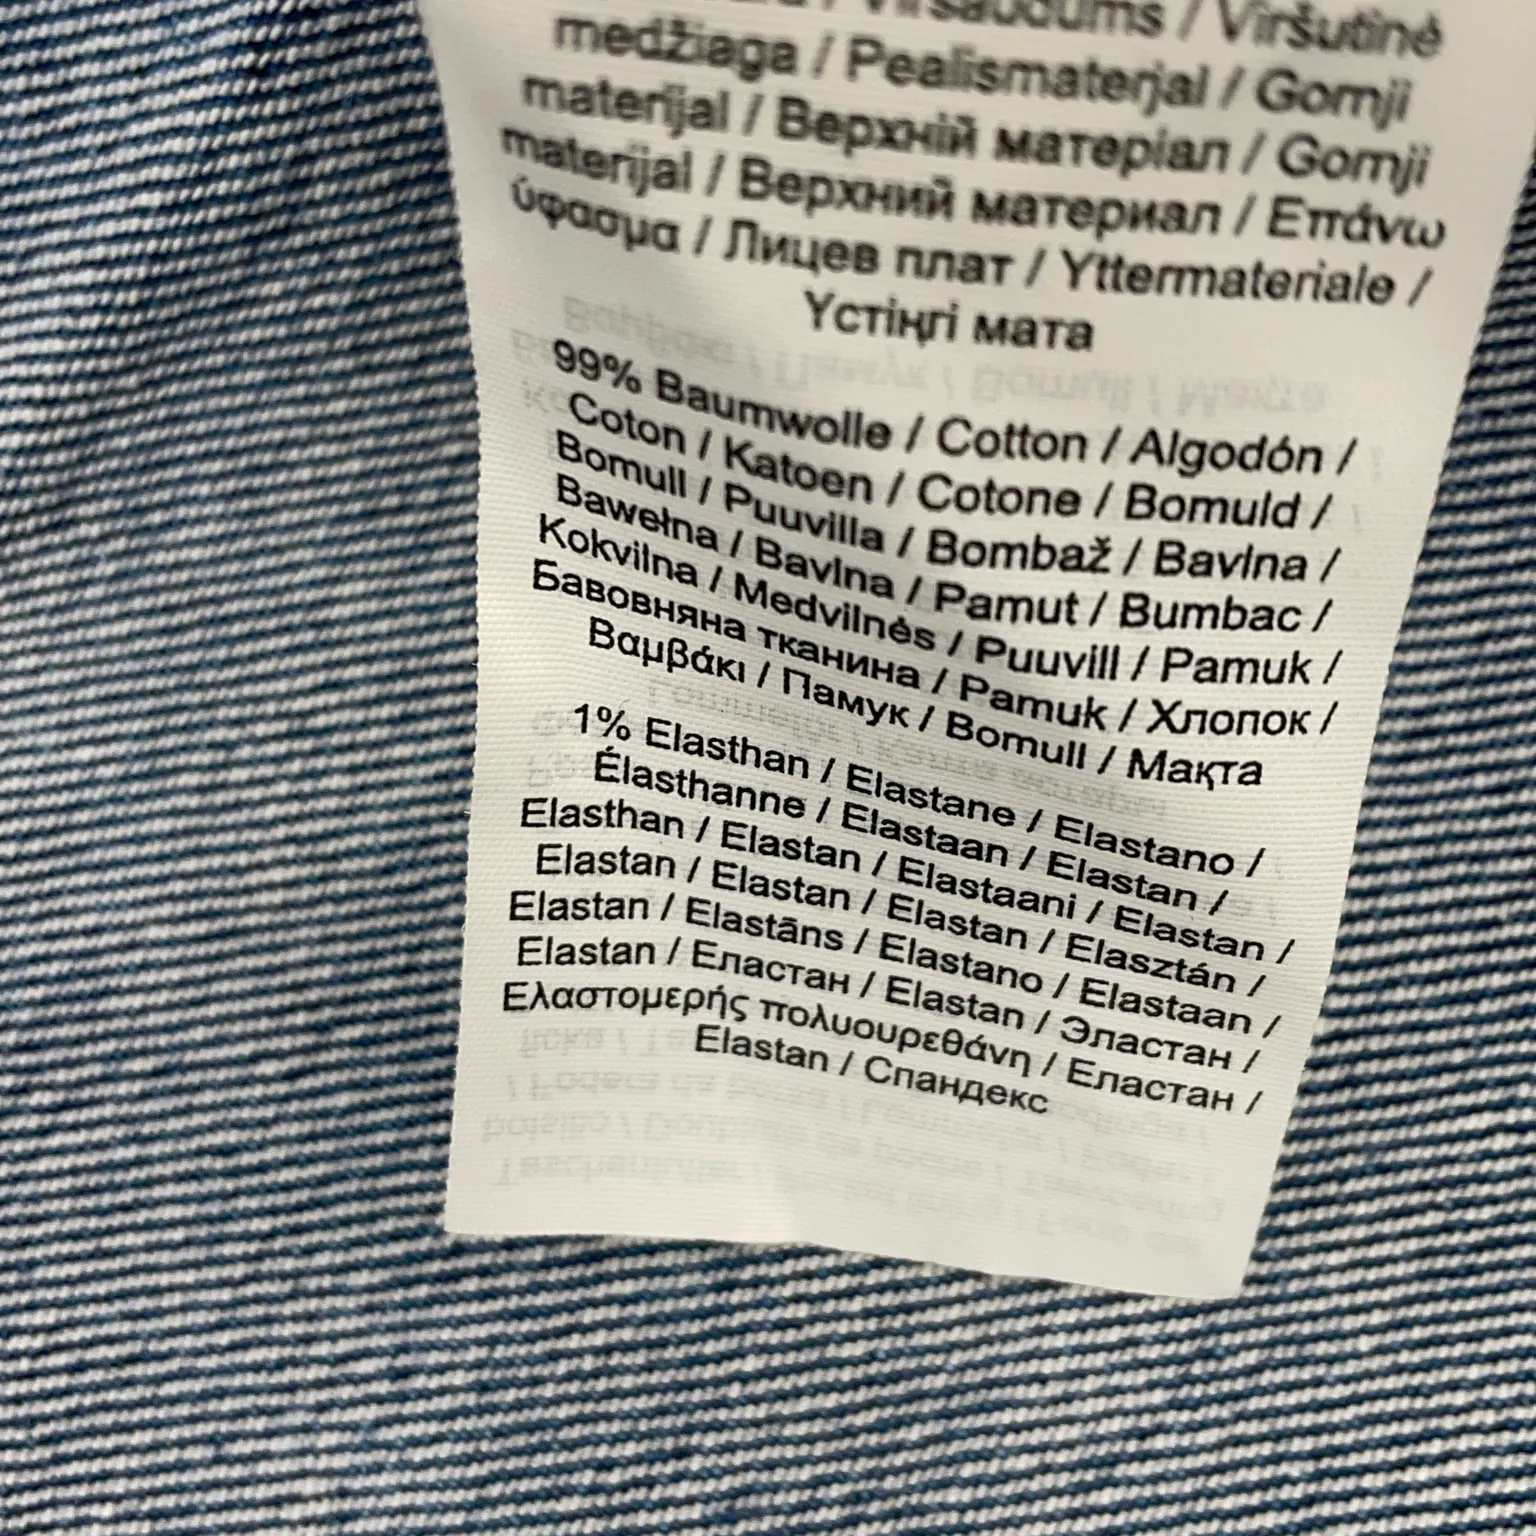 Virsaudums / Viršutinė
medžiaga / Pealismaterjal / Gornji
materijal / Верхній матеріал / Gornji
materijal / Верхний материал / Επάνω
ύφασμα / Лицев плат / Yttermateriale /
Үстіңгі мата
99% Baumwolle / Cotton / Algodón /
Coton / Katoen / Cotone / Bomuld /
Bomull / Puuvilla / Bombaž / Bavlna /
Bawełna / Bavlna / Pamut / Bumbac /
Kokvilna / Medvilnės / Puuvill / Pamuk /
Бавовняна тканина / Pamuk / Хлопок /
Βαμβάκι / Памук / Bomull / Мақта
1% Elasthan / Elastane / Elastano /
Élasthanne / Elastaan / Elastan /
Elasthan / Elastan / Elastaani / Elastan /
Elastan / Elastan / Elastan / Elasztán /
Elastan / Elastāns / Elastano / Elastaan /
Elastan / Еластан / Elastan / Эластан /
Ελαστομερής πολυουρεθάνη / Еластан /
Elastan / Спандекс